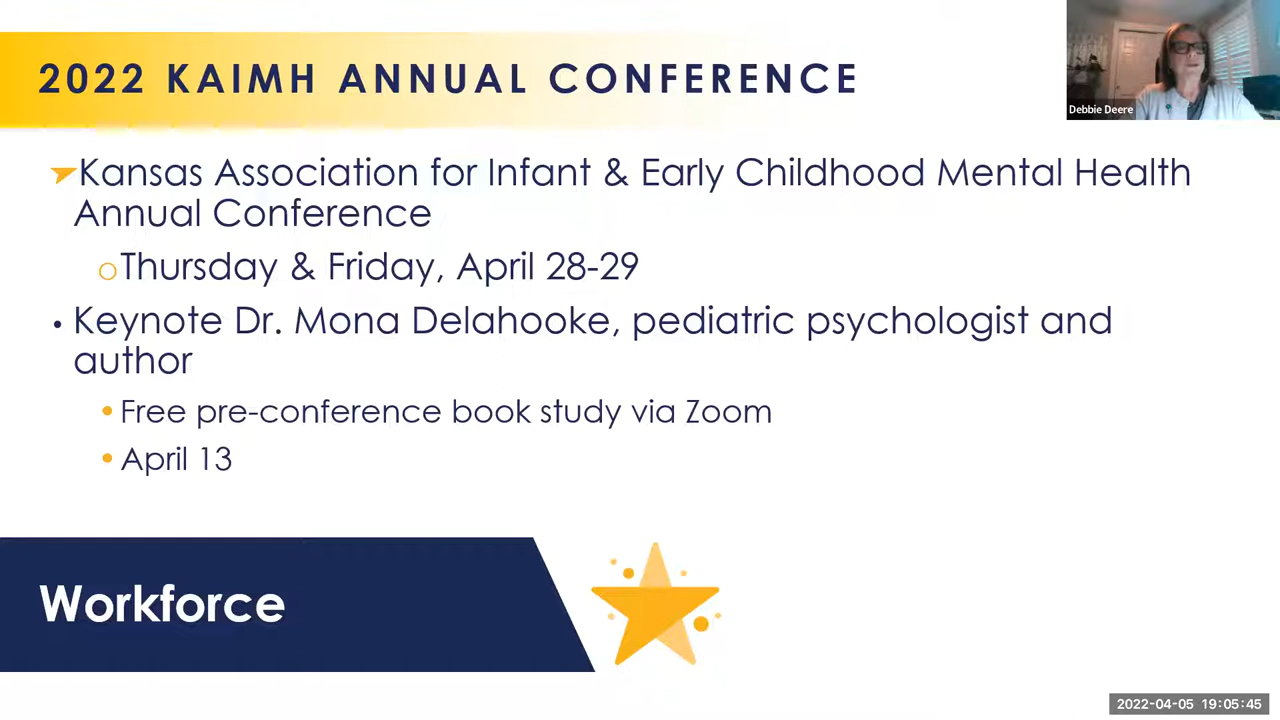 2022 KAIMH ANNUAL CONFERENCE
Debbie Deere
Kansas Association for Infant & Early Childhood Mental Health
Annual Conference
Thursday & Friday, April 28-29
• Keynote Dr. Mona Delahooke, pediatric psychologist and
author
• Free pre-conference book study via Zoom
• April 13
Workforce
2022-04-05 19:05:45